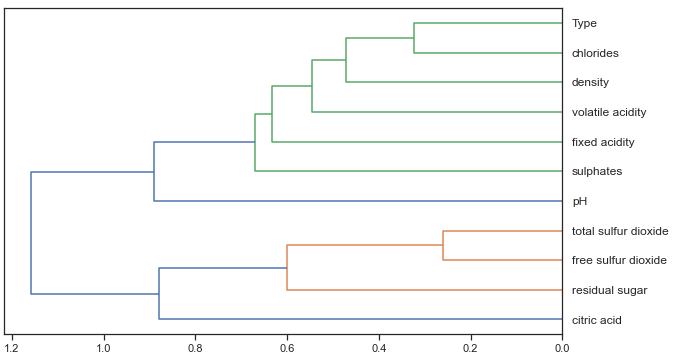 Type
chlorides
density
volatile acidity
fixed acidity
sulphates
pH
total sulfur dioxide
free sulfur dioxide
residual sugar
citric acid
1.2 1.0 0.8 0.6 0.4 0.2 0.0